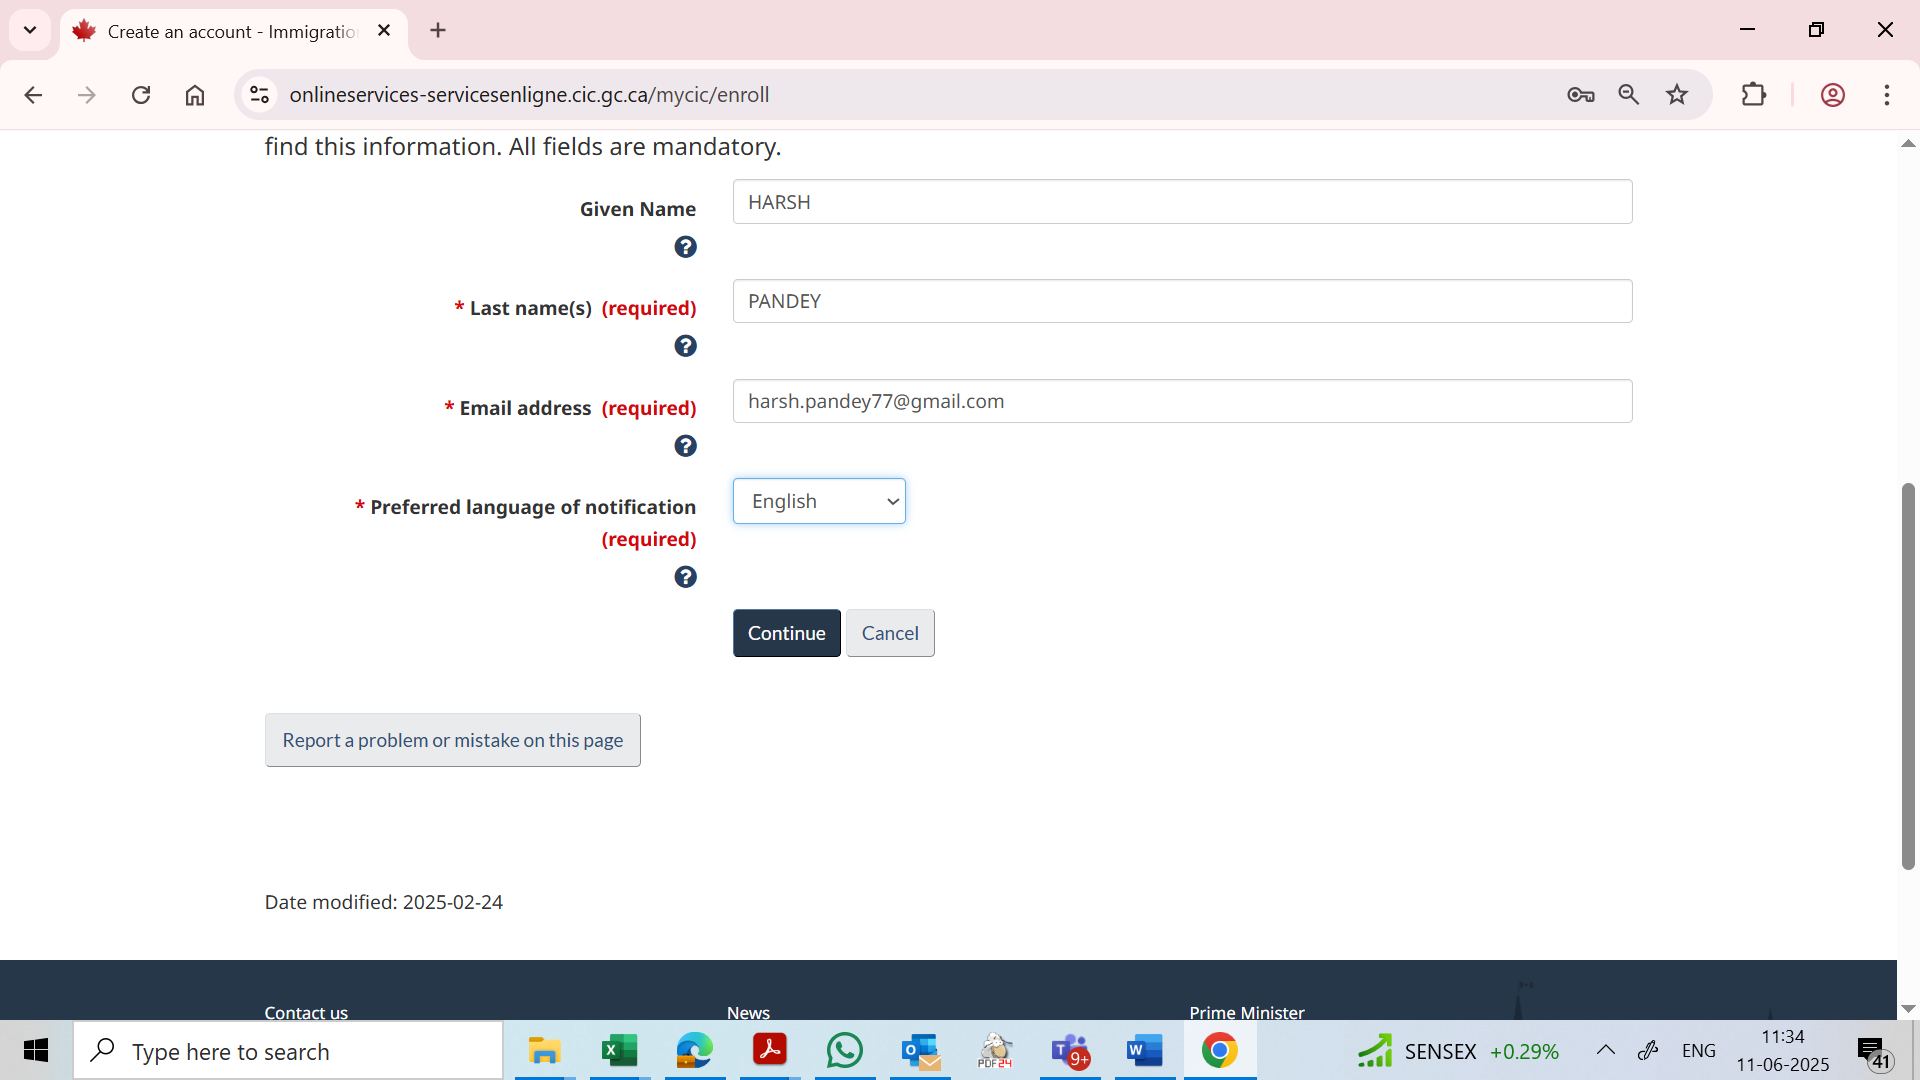 Create an account - Immigratio
onlineservices-servicesenligne.cic.gc.ca/mycic/enroll
find this information. All fields are mandatory.
Given Name
HARSH
?
* Last name(s) (required)
PANDEY
?
* Email address (required)
harsh.pandey77@gmail.com
?
* Preferred language of notification
(required)
English
?
Continue
Cancel
Report a problem or mistake on this page
Date modified: 2025-02-24
Contact us
News
Prime Minister
Type here to search
PDF24
9+
SENSEX +0.29%
ENG
11:34
11-06-2025
41